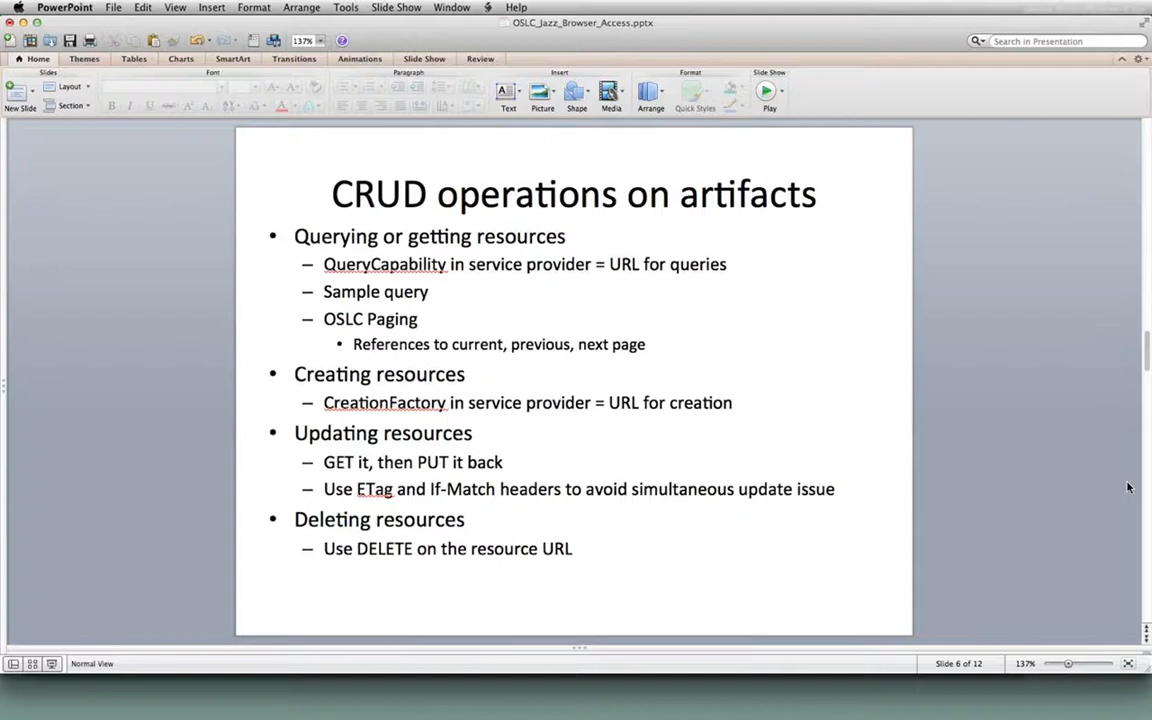 PowerPoint File Edit View Insert Format Arrange Tools Slide Show Window Help
OSLC_Jazz_Browser_Access.pptx
137% Search in Presentation
Home Themes Tables Charts SmartArt Transitions Animations Slide Show Review
Slides Font Paragraph Insert Format Slide Show
Layout
Section
New Slide Text Picture Shape Media Arrange Quick Styles Play
CRUD operations on artifacts
• Querying or getting resources
– QueryCapability in service provider = URL for queries
– Sample query
– OSLC Paging
• References to current, previous, next page
• Creating resources
– CreationFactory in service provider = URL for creation
• Updating resources
– GET it, then PUT it back
– Use ETag and If-Match headers to avoid simultaneous update issue
• Deleting resources
– Use DELETE on the resource URL
Normal View Slide 6 of 12 137%